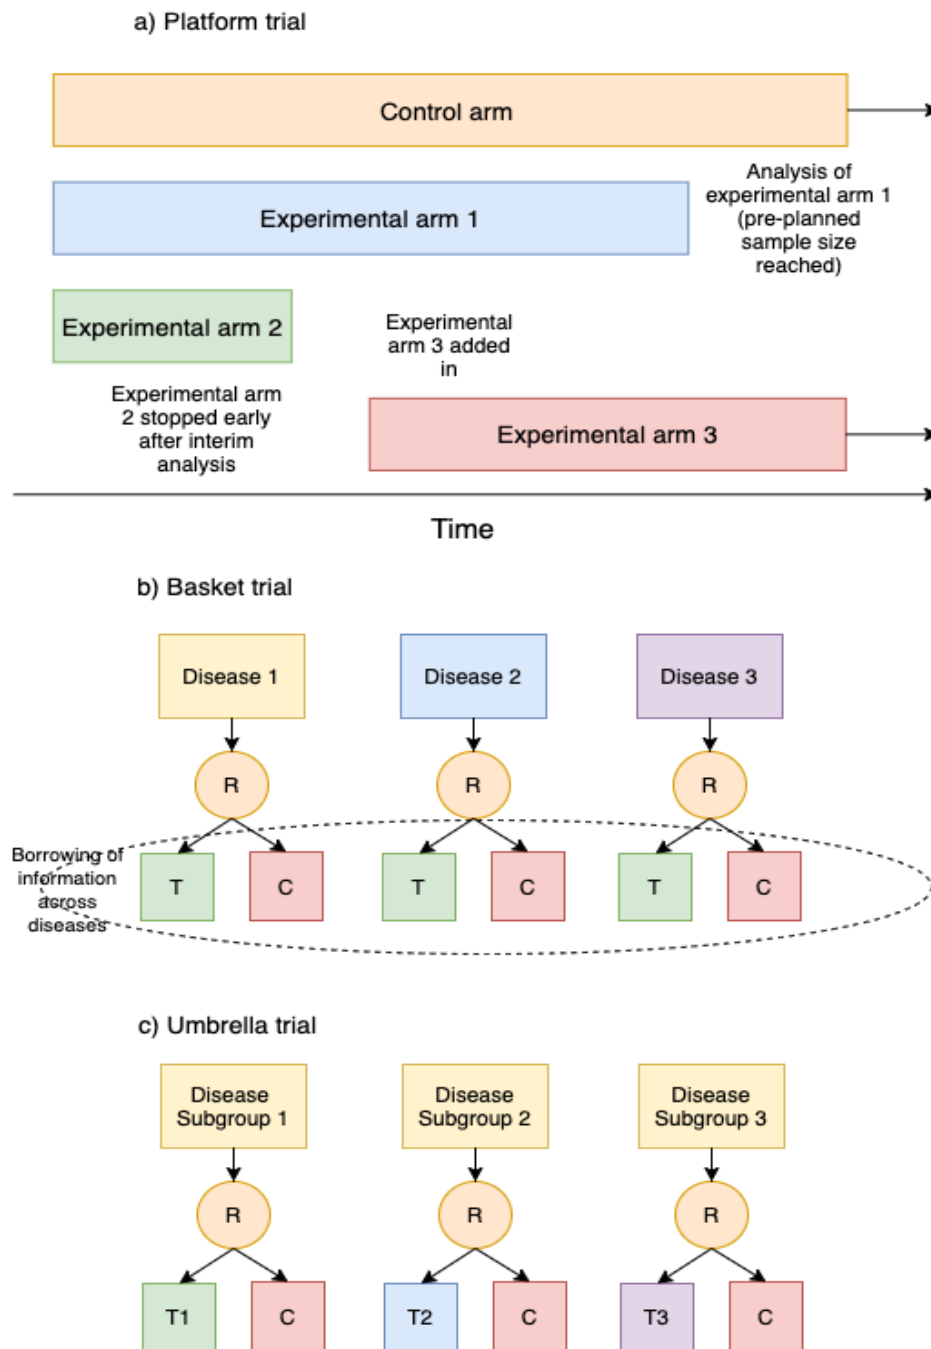 a) Platform trial
Control arm
Analysis of
experimental arm 1
(pre-planned
sample size
reached)
Experimental arm 1
Experimental arm 2
Experimental
arm 3 added
in
Experimental arm
2 stopped early
after interim
analysis
Experimental arm 3
Time
b) Basket trial
Disease 1
Disease 2
Disease 3
R
R
R
Borrowing of
information
across
diseases
T
C
T
C
T
C
c) Umbrella trial
Disease
Subgroup 1
Disease
Subgroup 2
Disease
Subgroup 3
R
R
R
T1
C
T2
C
T3
C